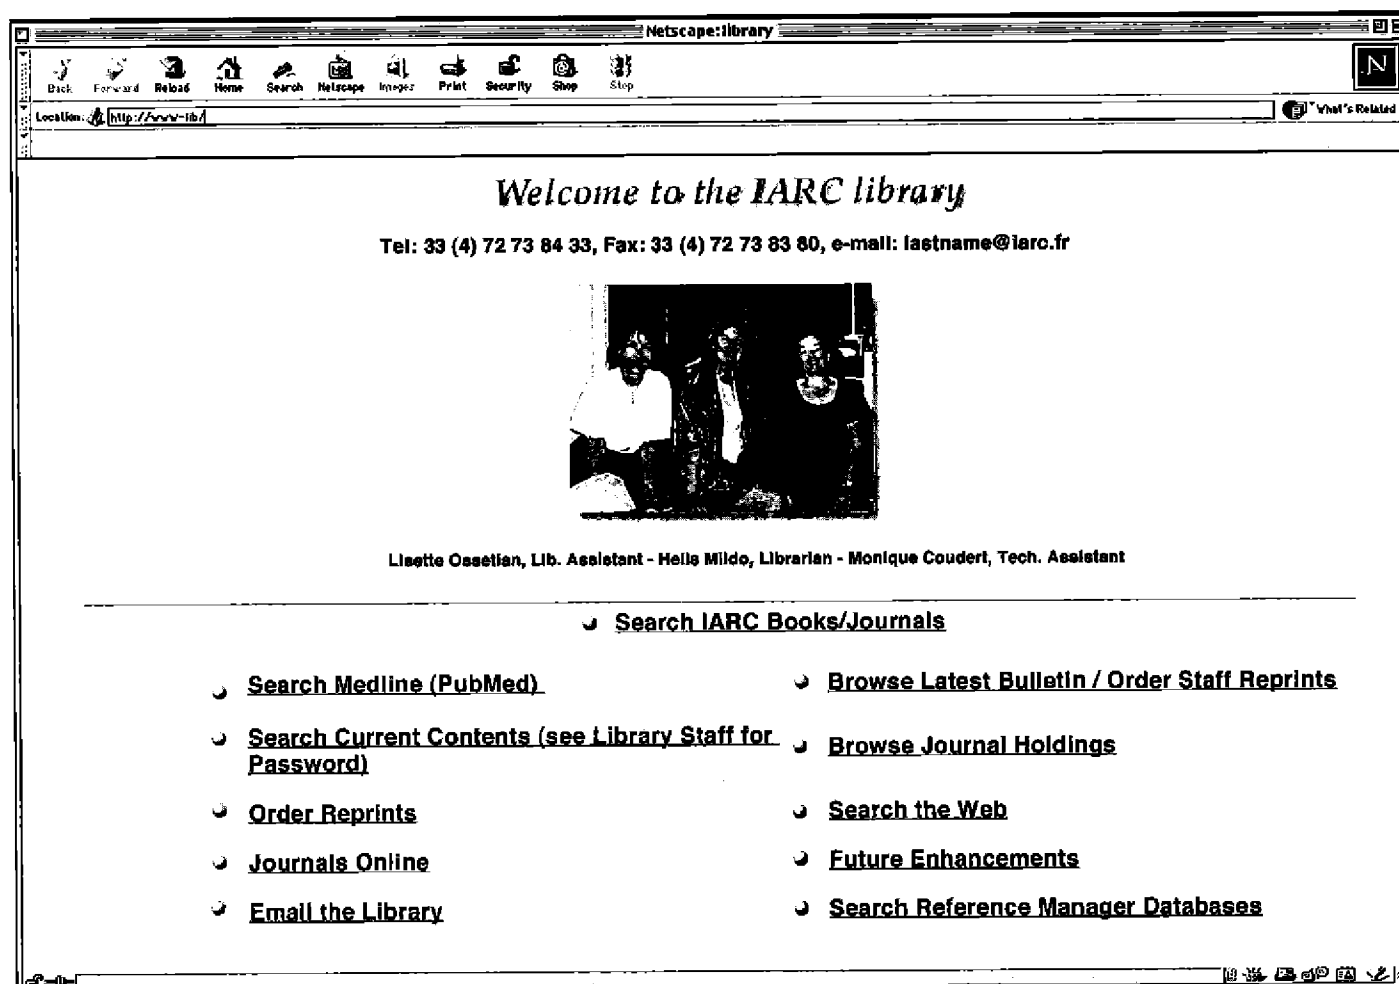 Netscape: library
Back Forward Reload Home Search Netscape Images Print Security Shop Stop
N
Location: http://www-lib/ What's Related
Welcome to the IARC library
Tel: 33 (4) 72 73 84 33, Fax: 33 (4) 72 73 83 80, e-mail: lastname@iarc.fr
Lisette Ossetian, Lib. Assistant - Helis Miido, Librarian - Monique Coudert, Tech. Assistant
Search IARC Books/Journals
Search Medline (PubMed)
Browse Latest Bulletin / Order Staff Reprints
Search Current Contents (see Library Staff for
Password)
Browse Journal Holdings
Order Reprints
Search the Web
Journals Online
Future Enhancements
Email the Library
Search Reference Manager Databases